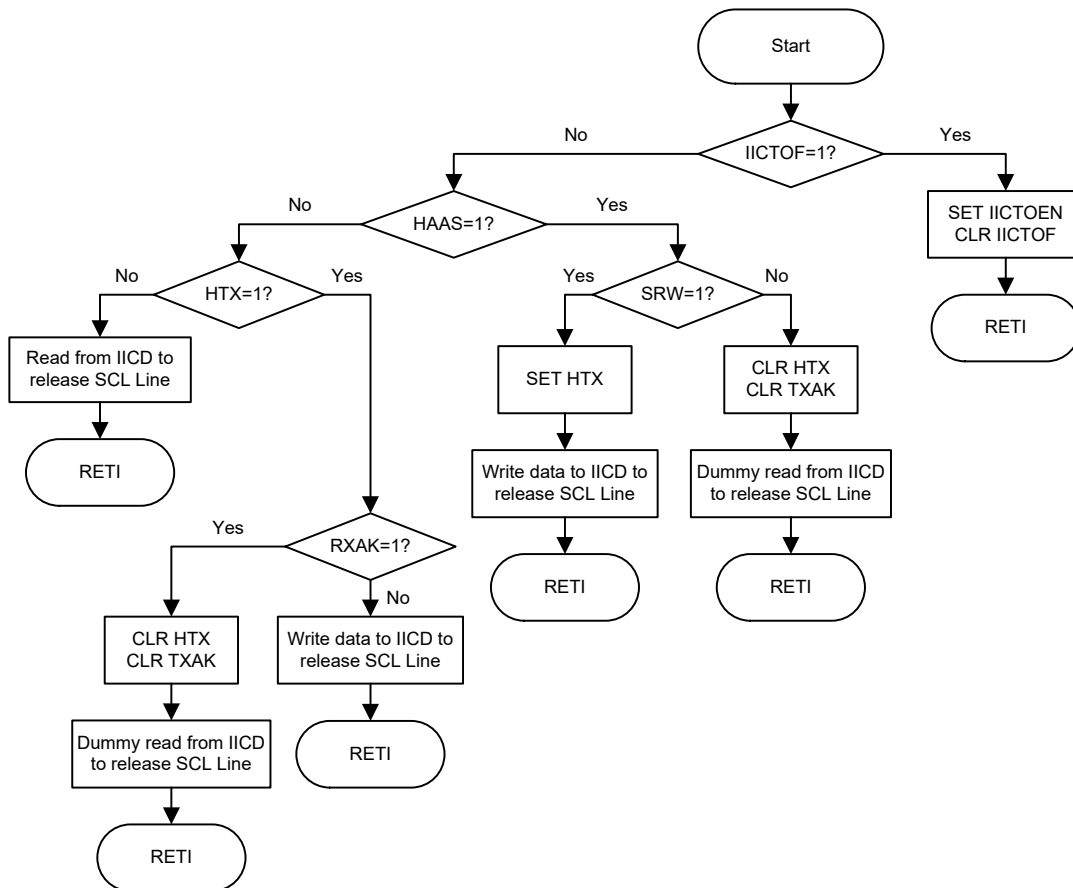 Start
No
Yes
IICTOF=1?
No
HAAS=1?
Yes
SET IICTOEN
CLR IICTOF
No
HTX=1?
Yes
Yes
SRW=1?
No
RETI
Read from IICD to
release SCL Line
SET HTX
CLR HTX
CLR TXAK
RETI
Write data to IICD to
release SCL Line
Dummy read from IICD
to release SCL Line
Yes
RXAK=1?
RETI
RETI
No
CLR HTX
CLR TXAK
Write data to IICD to
release SCL Line
Dummy read from IICD
to release SCL Line
RETI
RETI